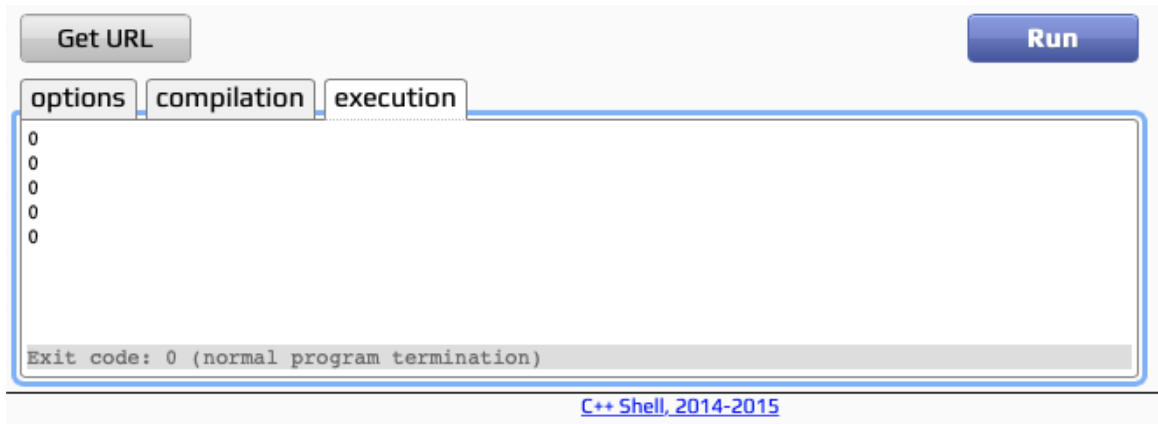 Get URL Run
options compilation execution
0
0
0
0
0
Exit code: 0 (normal program termination)
C++ Shell, 2014-2015